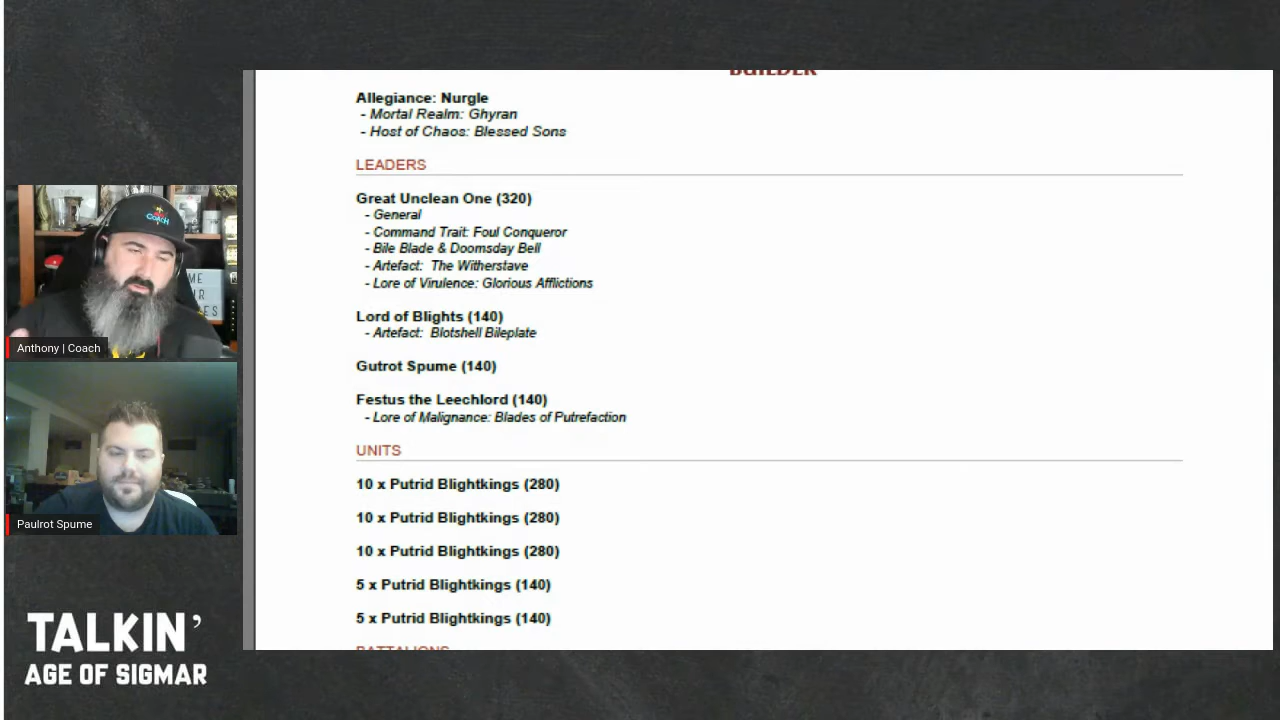 BUILDER
Allegiance: Nurgle
- Mortal Realm: Ghyran
- Host of Chaos: Blessed Sons
LEADERS
Great Unclean One (320)
- General
- Command Trait: Foul Conqueror
- Bile Blade & Doomsday Bell
- Artefact: The Witherstave
- Lore of Virulence: Glorious Afflictions
Lord of Blights (140)
- Artefact: Blotshell Bileplate
Gutrot Spume (140)
Festus the Leechlord (140)
- Lore of Malignance: Blades of Putrefaction
UNITS
10 x Putrid Blightkings (280)
10 x Putrid Blightkings (280)
10 x Putrid Blightkings (280)
5 x Putrid Blightkings (140)
5 x Putrid Blightkings (140)
BATTALIONS
COACH
Anthony | Coach
Paulrot Spume
TALKIN'
AGE OF SIGMAR